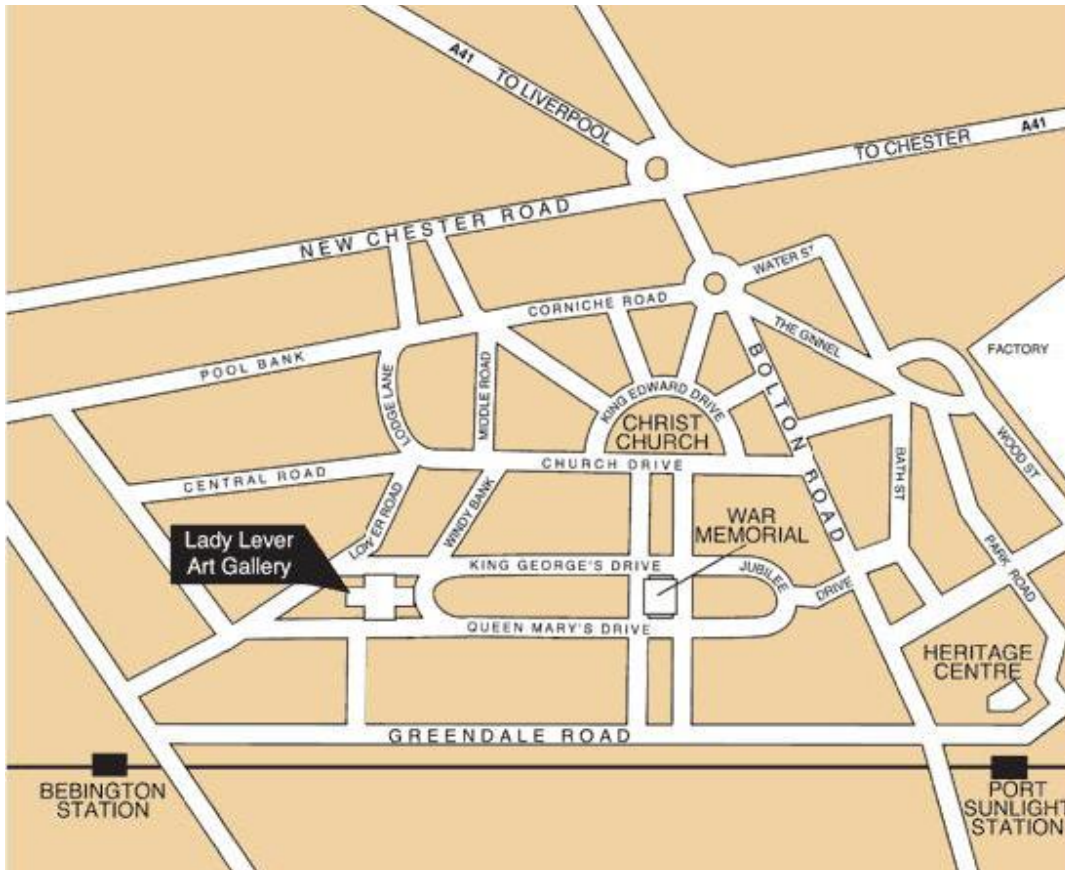 A41
TO LIVERPOOL
TO CHESTER
A41
NEW CHESTER ROAD
WATER ST
CORNICHE ROAD
THE GINNEL
FACTORY
POOL BANK
BOLTON ROAD
LODGE LANE
MIDDLE ROAD
KING EDWARD DRIVE
CHRIST
CHURCH
WOOD ST
CENTRAL ROAD
CHURCH DRIVE
BATH ST
LOWER ROAD
WINDY BANK
WAR
MEMORIAL
Lady Lever
Art Gallery
KING GEORGE'S DRIVE
JUBILEE
DRIVE
PARK ROAD
QUEEN MARY'S DRIVE
HERITAGE
CENTRE
GREENDALE ROAD
BEBINGTON
STATION
PORT
SUNLIGHT
STATION